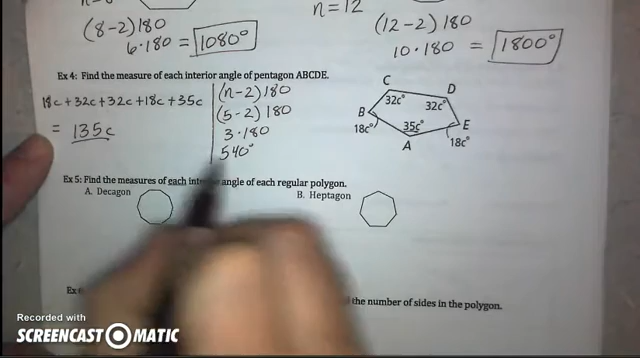 (8-2)180
6·180 = 1080°
n=12
(12-2)180
10·180 = 1800°
Ex 4: Find the measure of each interior angle of pentagon ABCDE.
18c+32c+32c+18c+35c
= 135c
(n-2)180
(5-2)180
3·180
540°
C
D
B
E
A
32c°
32c°
35c°
18c°
18c°
Ex 5: Find the measures of each angle of each regular polygon.
A. Decagon
B. Heptagon
the number of sides in the polygon.
Recorded with
SCREENCAST O MATIC